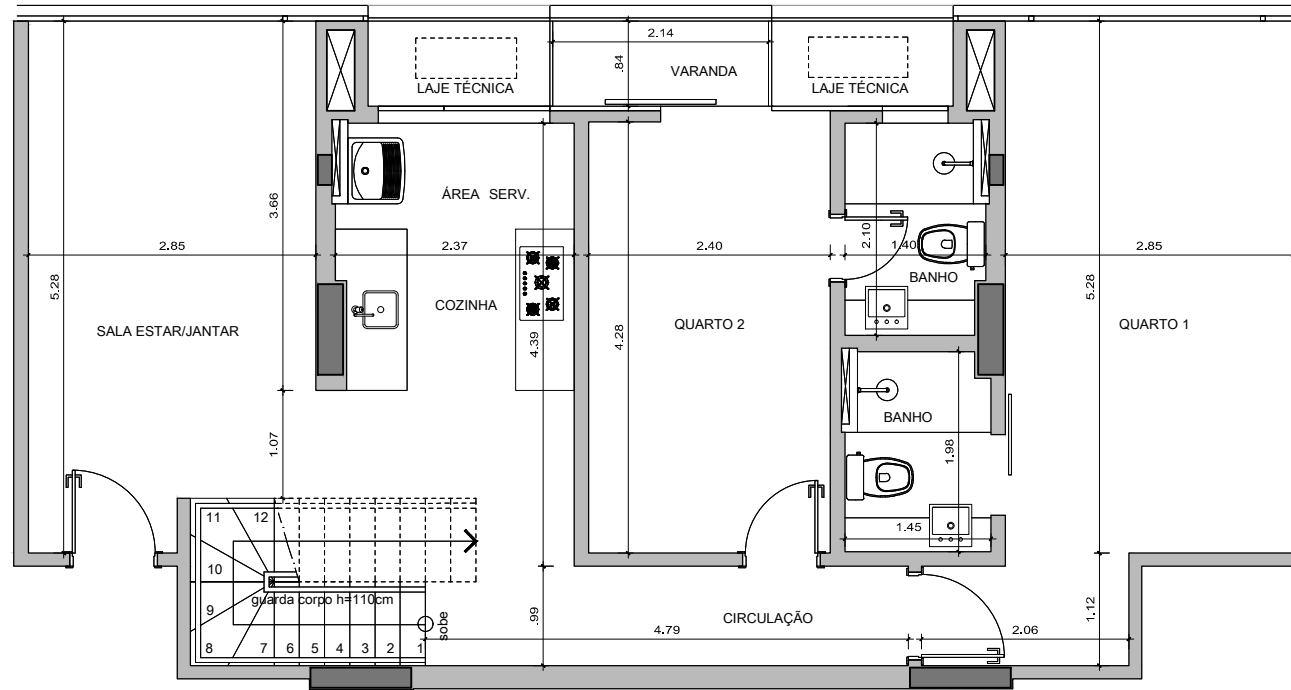 2.14
.84
VARANDA
LAJE TÉCNICA
LAJE TÉCNICA
ÁREA SERV.
3.66
2.10
2.85
2.37
2.40
1.40
2.85
BANHO
5.28
5.28
COZINHA
SALA ESTAR/JANTAR
QUARTO 2
QUARTO 1
4.39
4.28
BANHO
1.07
1.98
11
12
1.45
10
guarda corpo h=110cm
9
sobe
.99
CIRCULAÇÃO
1.12
4.79
2.06
8
7
6
5
4
3
2
1